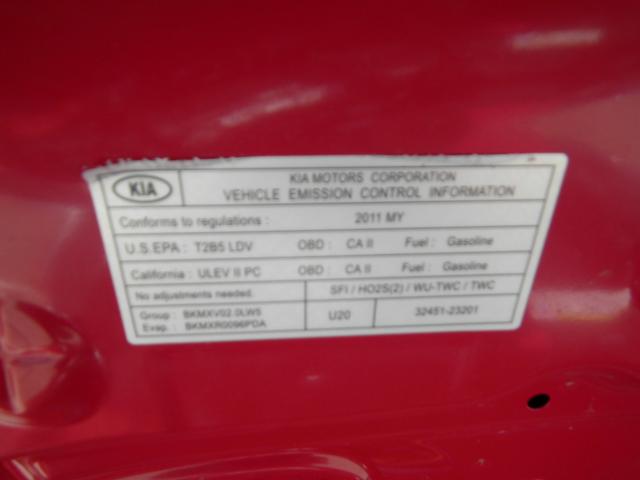 KIA
KIA MOTORS CORPORATION
VEHICLE EMISSION CONTROL INFORMATION
Conforms to regulations : 2011 MY
U.S.EPA : T2B5 LDV OBD : CA II Fuel : Gasoline
California : ULEV II PC OBD : CA II Fuel : Gasoline
No adjustments needed. SFI / HO2S(2) / WU-TWC / TWC
Group : BKMXV02.0LW5
Evap. : BKMXR0096PDA
U20
32451-23201